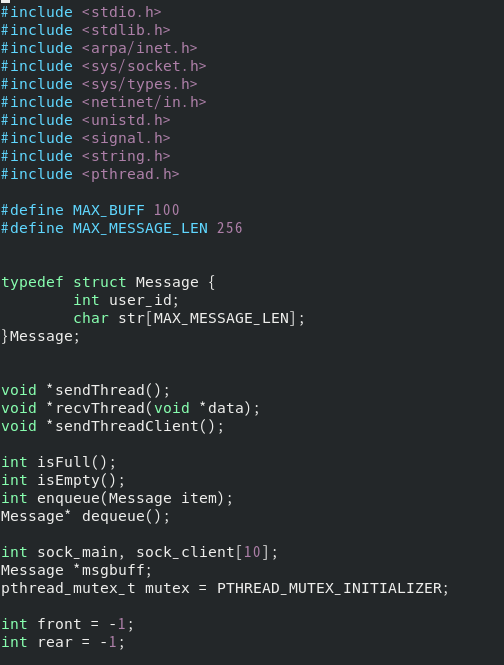 #include <stdio.h>
#include <stdlib.h>
#include <arpa/inet.h>
#include <sys/socket.h>
#include <sys/types.h>
#include <netinet/in.h>
#include <unistd.h>
#include <signal.h>
#include <string.h>
#include <pthread.h>

#define MAX_BUFF 100
#define MAX_MESSAGE_LEN 256


typedef struct Message {
        int user_id;
        char str[MAX_MESSAGE_LEN];
}Message;


void *sendThread();
void *recvThread(void *data);
void *sendThreadClient();

int isFull();
int isEmpty();
int enqueue(Message item);
Message* dequeue();

int sock_main, sock_client[10];
Message *msgbuff;
pthread_mutex_t mutex = PTHREAD_MUTEX_INITIALIZER;

int front = -1;
int rear = -1;